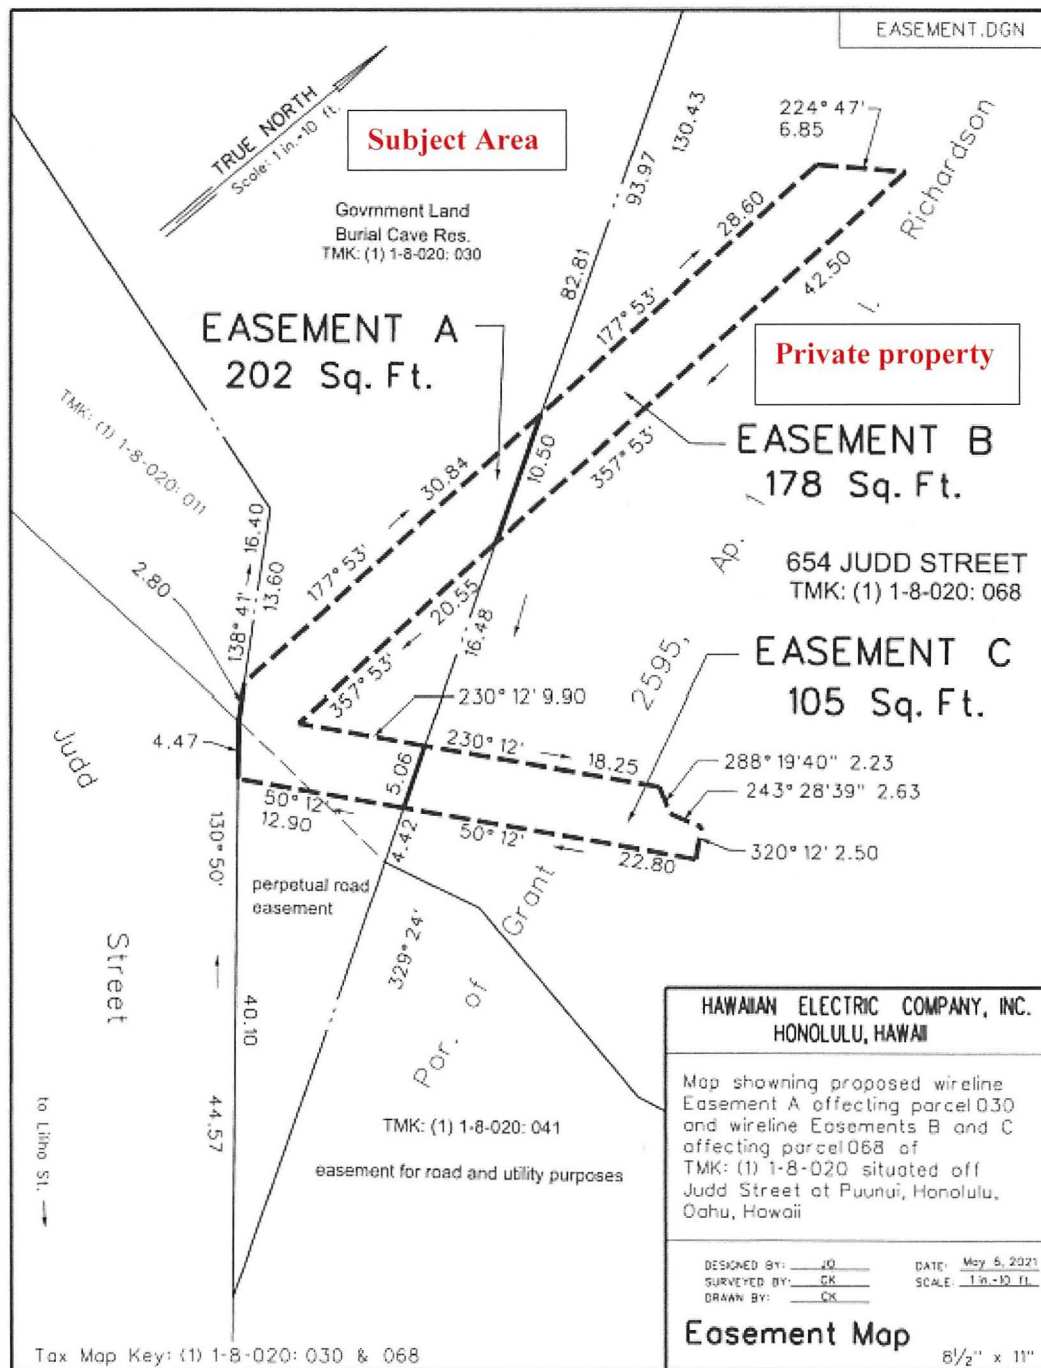 EASEMENT.DGN
TRUE NORTH
Scale: 1 in.-10 ft.
Subject Area
Govrnment Land
Burial Cave Res.
TMK: (1) 1-8-020: 030
130.43
93.97
82.81
224° 47'
6.85
Richardson
28.60
177° 53'
42.50
357° 53'
EASEMENT A
202 Sq. Ft.
Private property
TMK: (1) 1-8-020: 011
10.50
EASEMENT B
178 Sq. Ft.
30.84
177° 53'
138° 41' 16.40
13.60
2.80
20.55
357° 53'
16.48
Ap. 1
654 JUDD STREET
TMK: (1) 1-8-020: 068
EASEMENT C
105 Sq. Ft.
2595,
230° 12' 9.90
230° 12'
18.25
288° 19'40" 2.23
243° 28'39" 2.63
320° 12' 2.50
4.47
Judd
Street
50° 12'
12.90
5.06
50° 12'
22.80
4.42
130° 50'
perpetual road
easement
Grant
329° 24'
Por. of
40.10
44.57
to Liliha St.
TMK: (1) 1-8-020: 041
easement for road and utility purposes
HAWAIIAN ELECTRIC COMPANY, INC.
HONOLULU, HAWAII
Map showning proposed wireline
Easement A affecting parcel 030
and wireline Easements B and C
affecting parcel 068 of
TMK: (1) 1-8-020 situated off
Judd Street at Puunui, Honolulu,
Oahu, Hawaii
DESIGNED BY: JO
SURVEYED BY: CK
DRAWN BY: CK
DATE: May 6, 2021
SCALE: 1 in.-10 ft.
Easement Map
8½" x 11"
Tax Map Key: (1) 1-8-020: 030 & 068